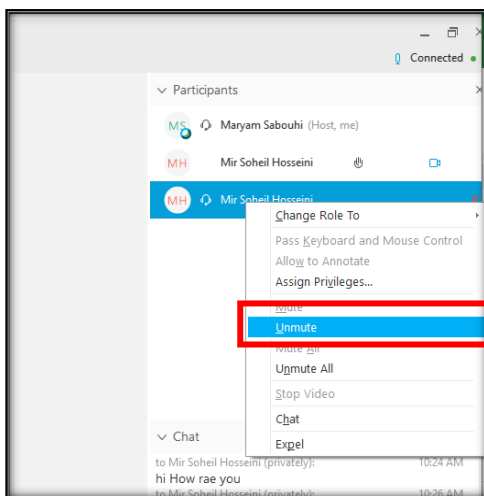 Connected
Participants
MS Maryam Sabouhi (Host, me)
MH Mir Soheil Hosseini
MH Mir Soheil Hosseini
Change Role To
Pass Keyboard and Mouse Control
Allow to Annotate
Assign Privileges...
Mute
Unmute
Mute All
Unmute All
Stop Video
Chat
Expel
Chat
to Mir Soheil Hosseini (privately): 10:24 AM
hi How rae you
to Mir Soheil Hosseini (privately): 10:26 AM